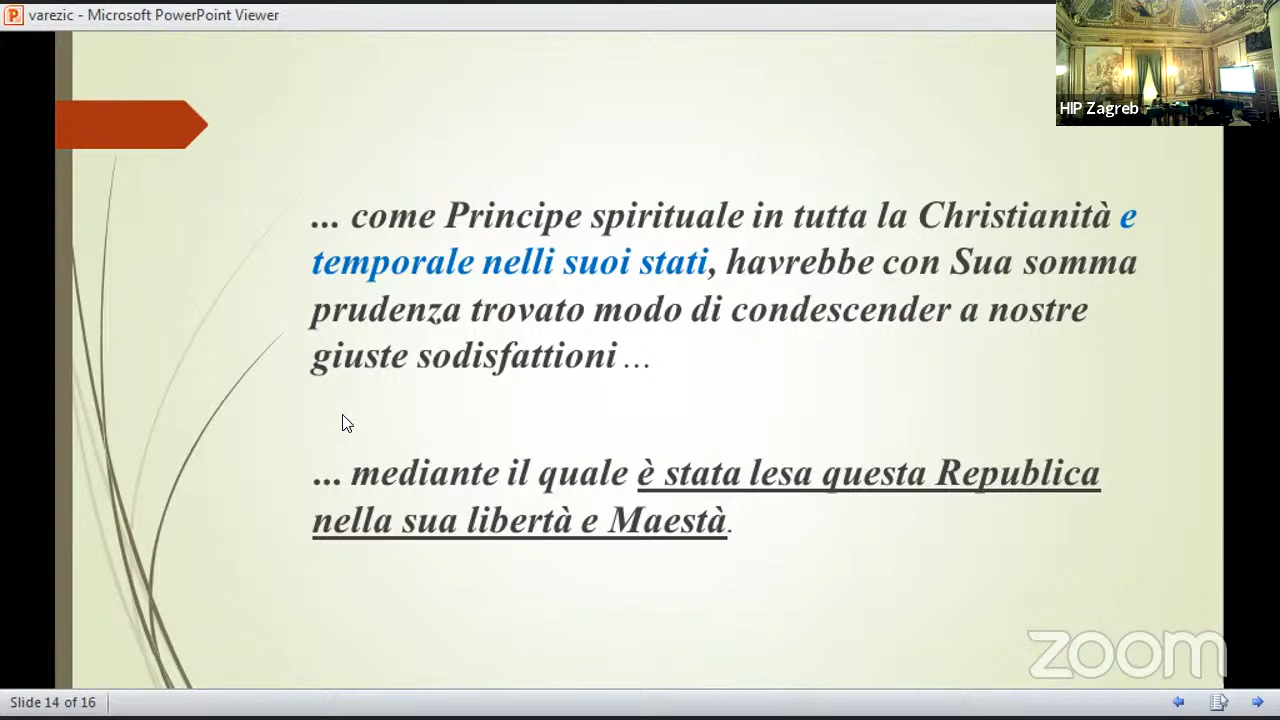 varezic - Microsoft PowerPoint Viewer
HIP Zagreb
... come Principe spirituale in tutta la Christianità e
temporale nelli suoi stati, havrebbe con Sua somma
prudenza trovato modo di condescender a nostre
giuste sodisfattioni ...
... mediante il quale è stata lesa questa Republica
nella sua libertà e Maestà.
zoom
Slide 14 of 16